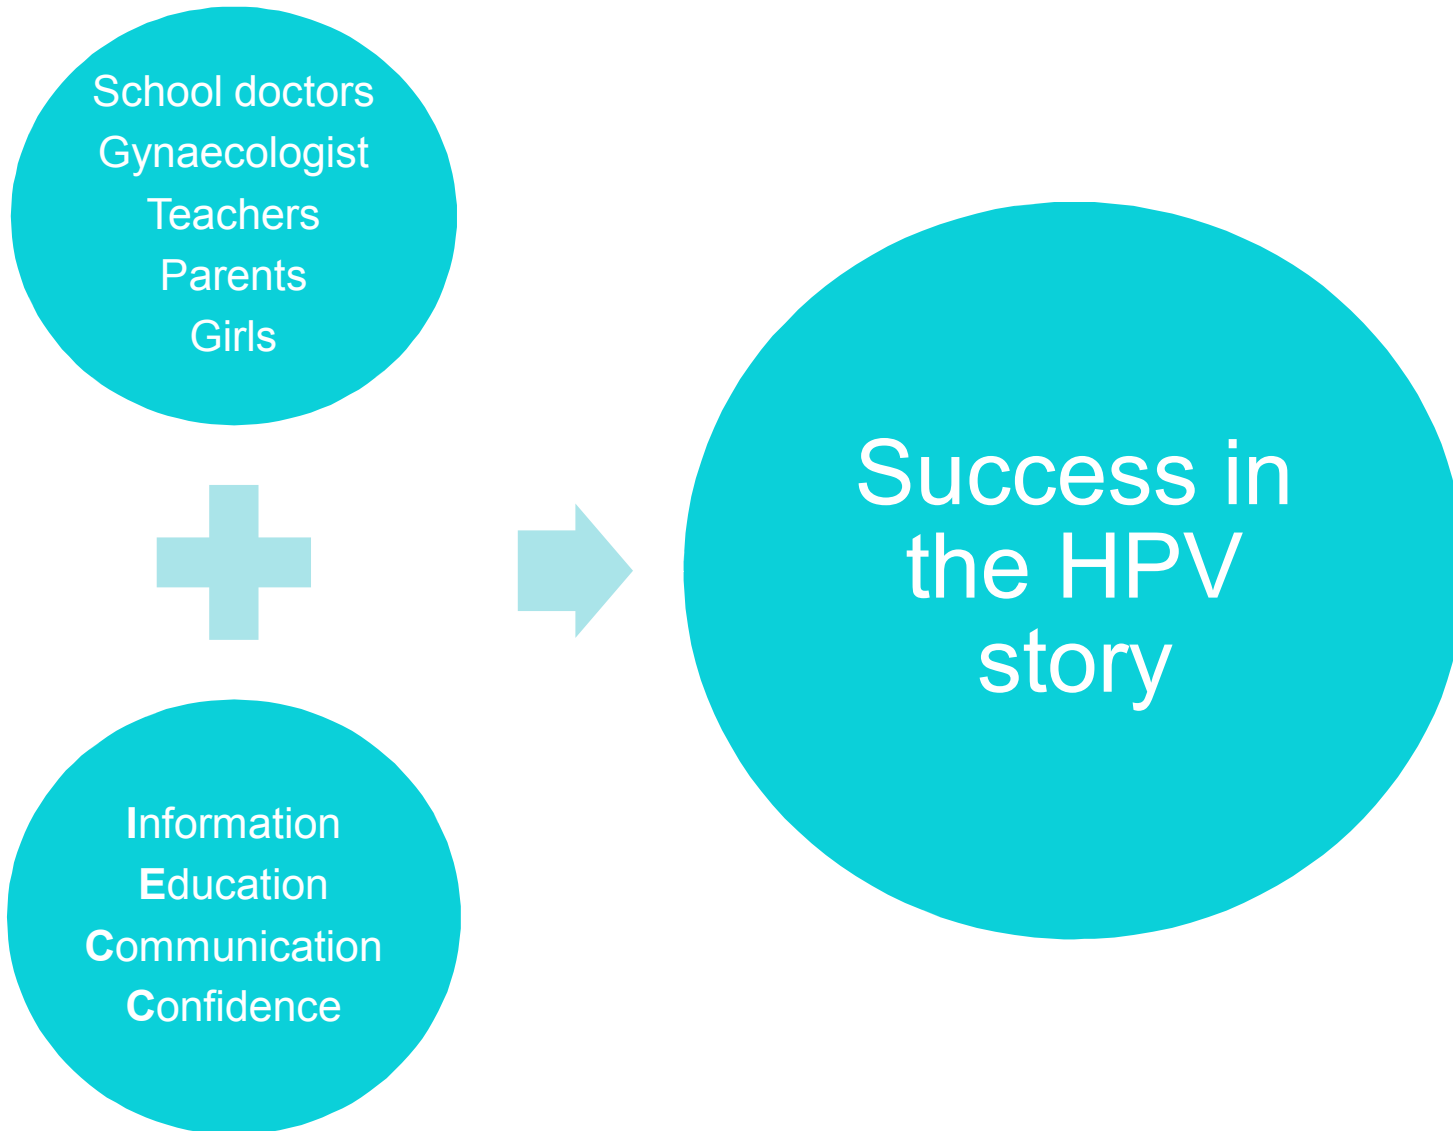 School doctors
Gynaecologist
Teachers
Parents
Girls
Information
Education
Communication
Confidence
Success in
the HPV
story